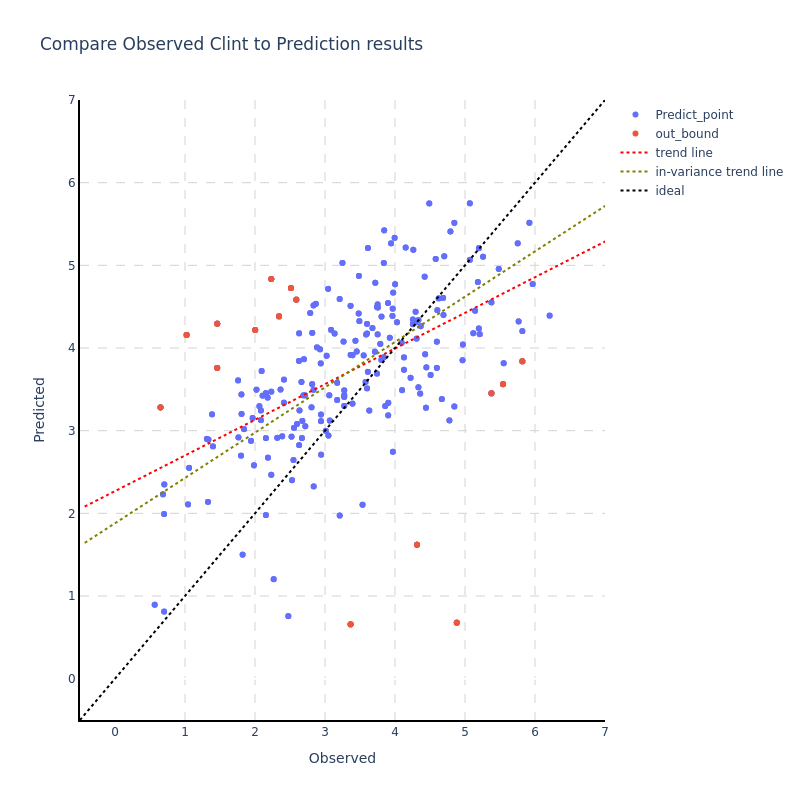 Compare Observed Clint to Prediction results
Predict_point
out_bound
trend line
in-variance trend line
ideal
7
6
5
4
3
2
1
0
Predicted
0 1 2 3 4 5 6 7
Observed